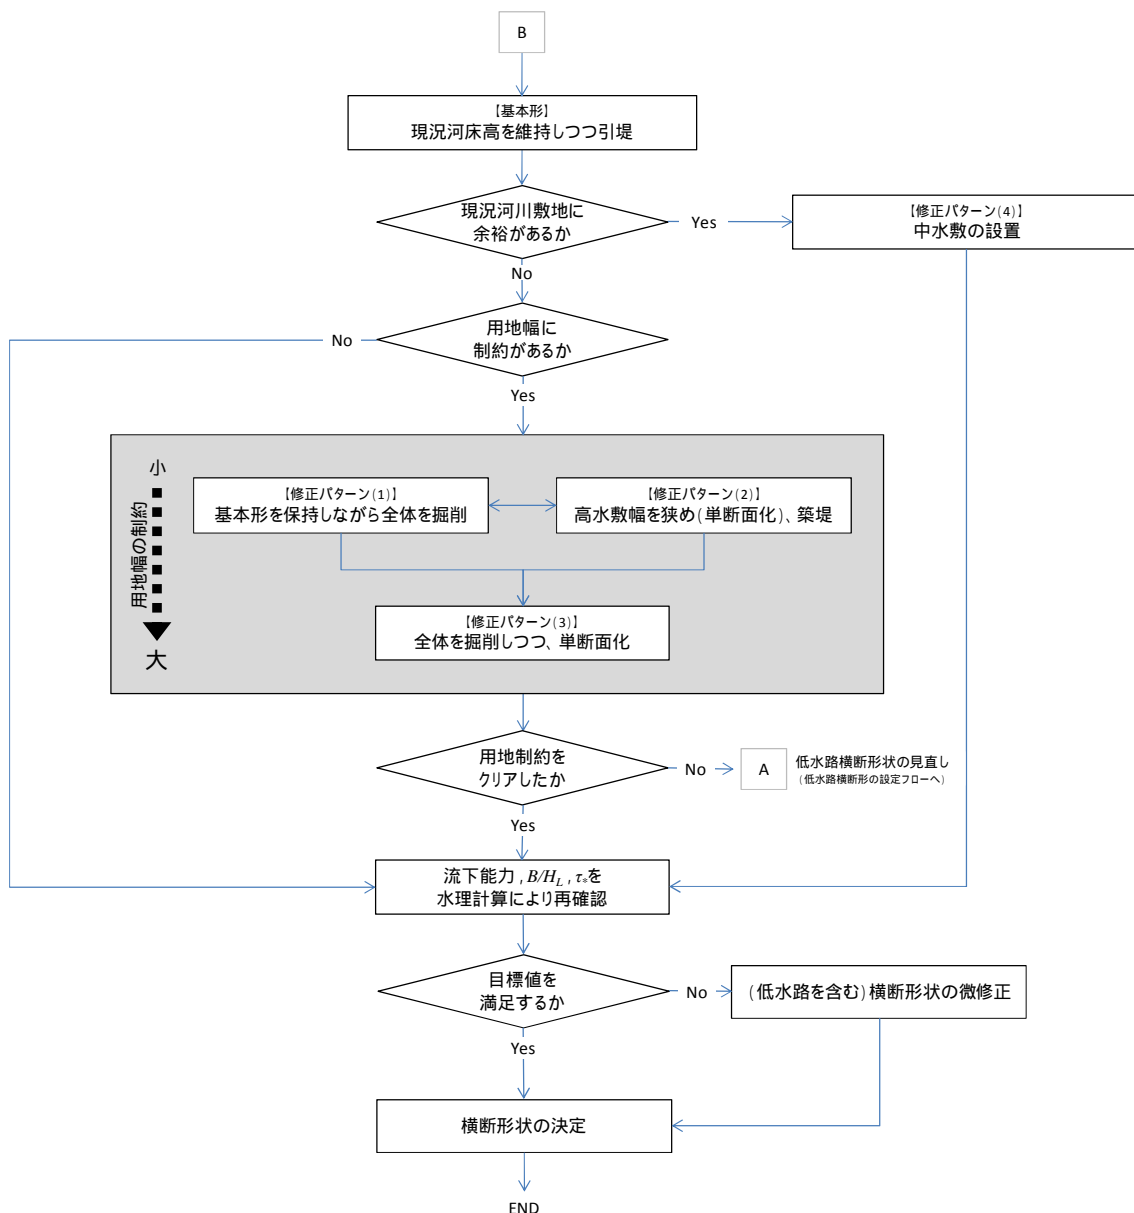 B
【基本形】
現況河床高を維持しつつ引堤
現況河川敷地に
余裕があるか
Yes
【修正パターン(4)】
中水敷の設置
No
用地幅に
制約があるか
No
Yes
小
用地幅の制約
大
【修正パターン(1)】
基本形を保持しながら全体を掘削
【修正パターン(2)】
高水敷幅を狭め(単断面化)、築堤
【修正パターン(3)】
全体を掘削しつつ、単断面化
用地制約を
クリアしたか
No
A
低水路横断形状の見直し
(低水路横断形の設定フローへ)
Yes
流下能力，B/H_L，τ*を
水理計算により再確認
目標値を
満足するか
No
(低水路を含む)横断形状の微修正
Yes
横断形状の決定
END